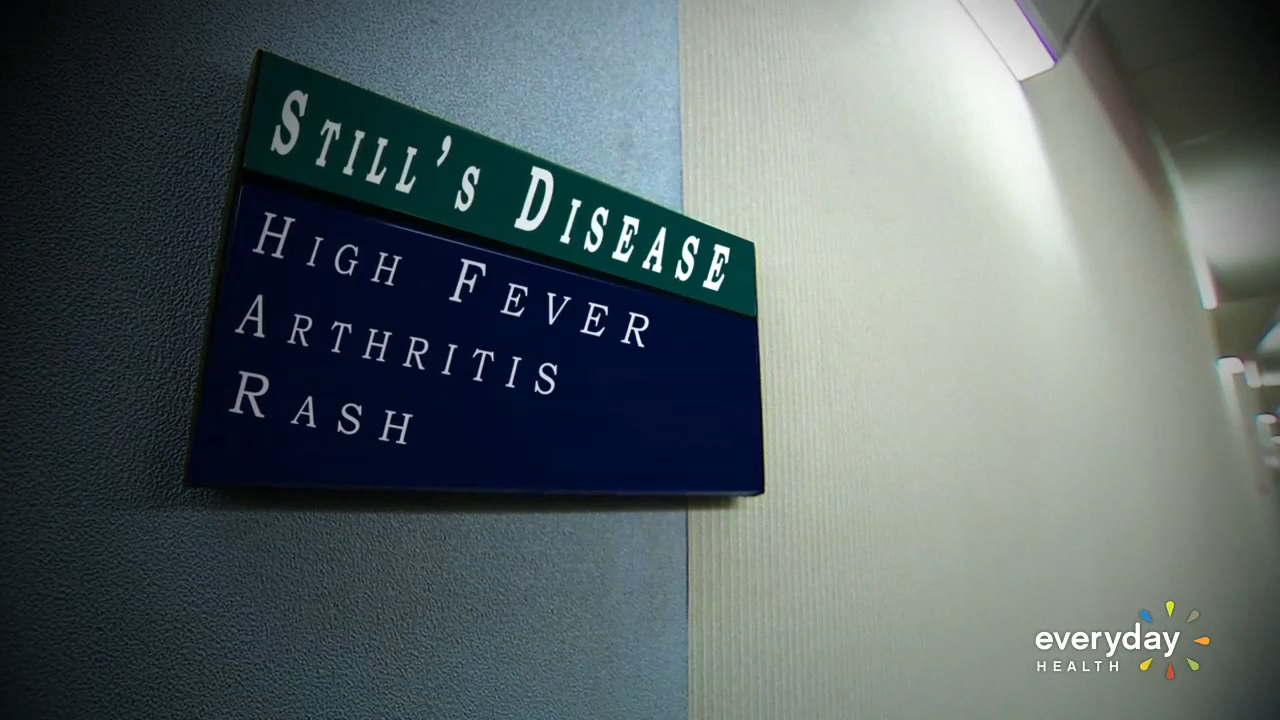 Still's Disease
High Fever
Arthritis
Rash
everyday
HEALTH